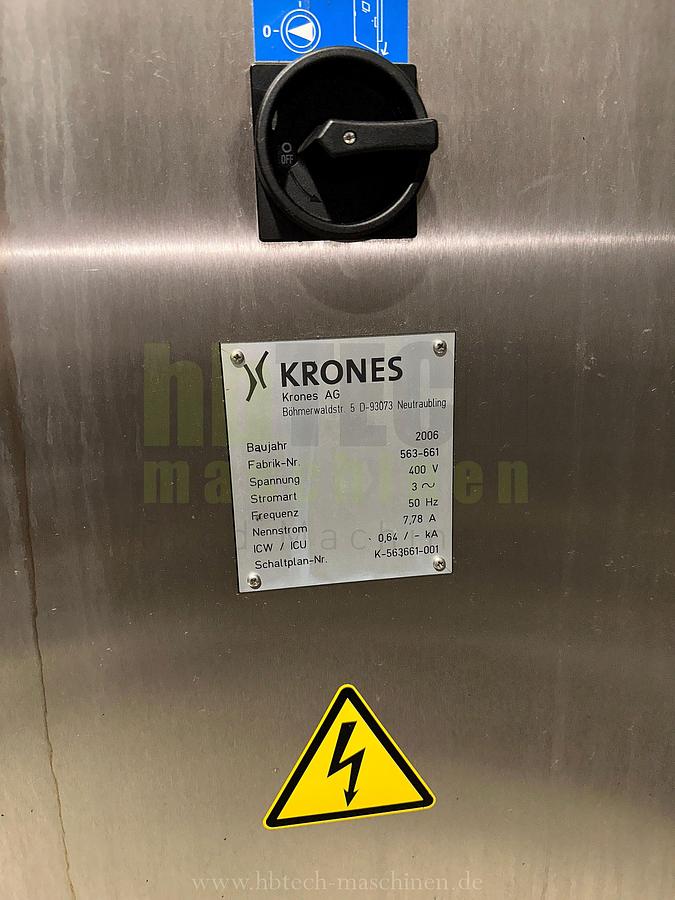 0-
OFF
KRONES
Krones AG
Böhmerwaldstr. 5 D-93073 Neutraubling
Baujahr 2006
Fabrik-Nr. 563-661
Spannung 400 V
Stromart 3 ~
Frequenz 50 Hz
Nennstrom 7,78 A
ICW / ICU 0,64 / - kA
Schaltplan-Nr. K-563661-001
hbTEC
maschinen
www.hbtech-maschinen.de